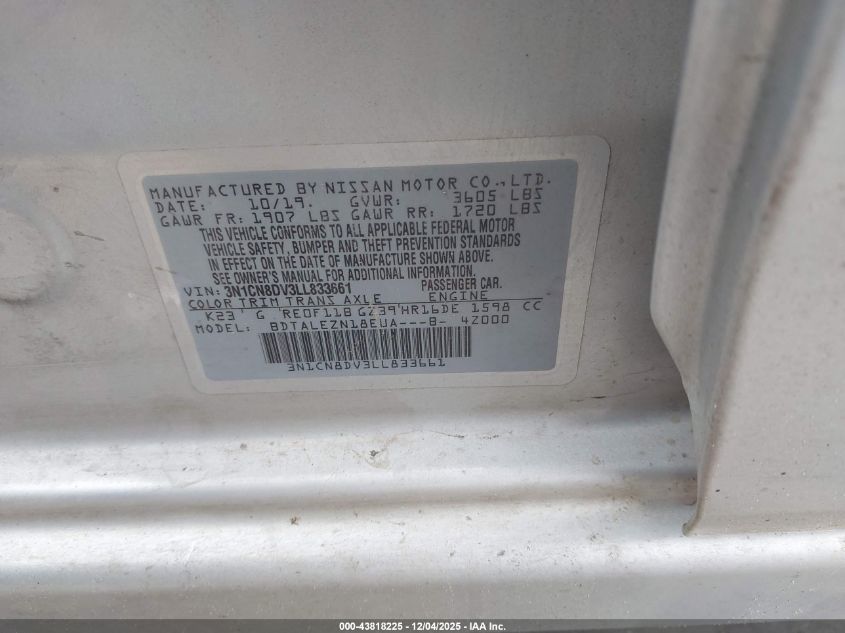 MANUFACTURED BY NISSAN MOTOR CO., LTD.
DATE: 10/19. GVWR: 3605 LBS
GAWR FR: 1907 LBS GAWR RR: 1720 LBS
THIS VEHICLE CONFORMS TO ALL APPLICABLE FEDERAL MOTOR
VEHICLE SAFETY, BUMPER AND THEFT PREVENTION STANDARDS
IN EFFECT ON THE DATE OF MANUFACTURE SHOWN ABOVE.
SEE OWNER'S MANUAL FOR ADDITIONAL INFORMATION.
VIN: 3N1CN8DV3LL833661 PASSENGER CAR.
COLOR TRIM TRANS AXLE ENGINE
K23 G RE0F11B GZ39 HR16DE 1598 CC
MODEL: BDTALEZN18EUA---B- 4Z000
3N1CN8DV3LL833661
000-43818225 - 12/04/2025 - IAA Inc.